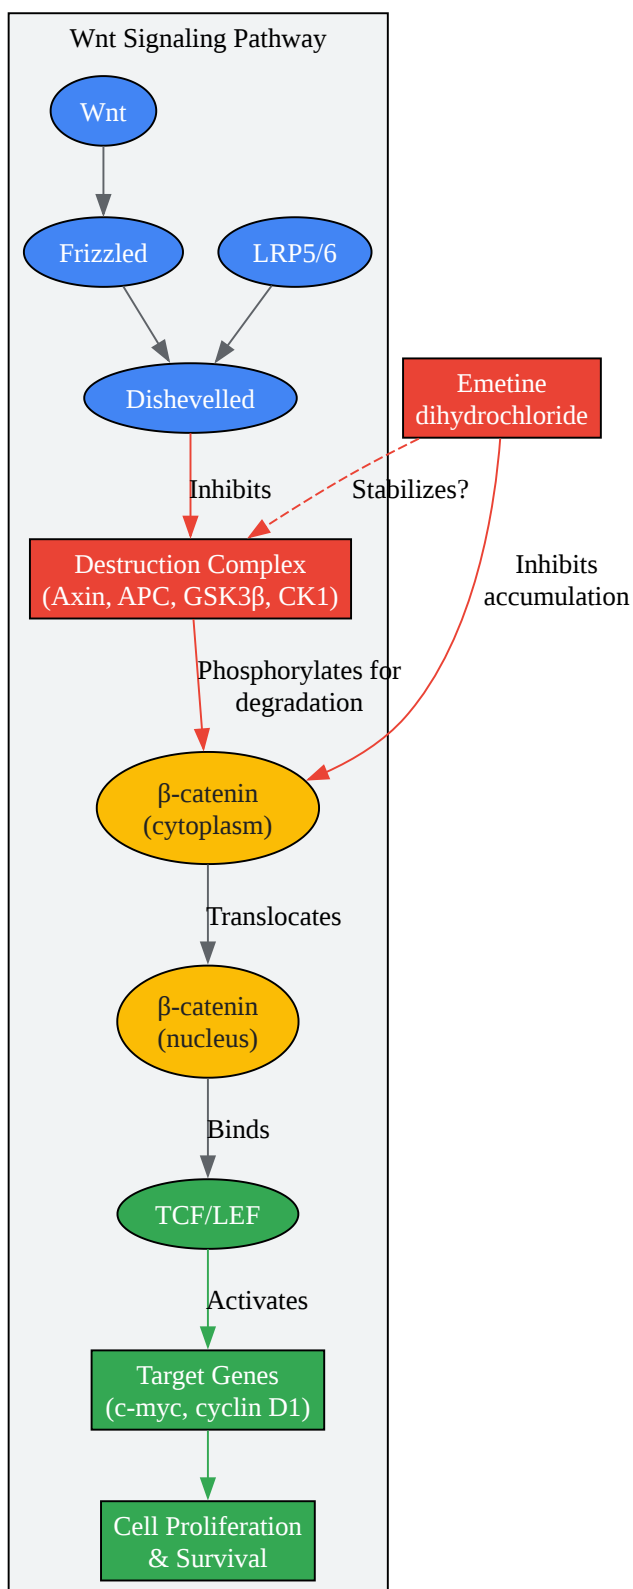 Wnt Signaling Pathway
Wnt
Frizzled
LRP5/6
Dishevelled
Emetine
dihydrochloride
Inhibits
Stabilizes?
Destruction Complex
(Axin, APC, GSK3β, CK1)
Inhibits
accumulation
Phosphorylates for
degradation
β-catenin
(cytoplasm)
Translocates
β-catenin
(nucleus)
Binds
TCF/LEF
Activates
Target Genes
(c-myc, cyclin D1)
Cell Proliferation
& Survival